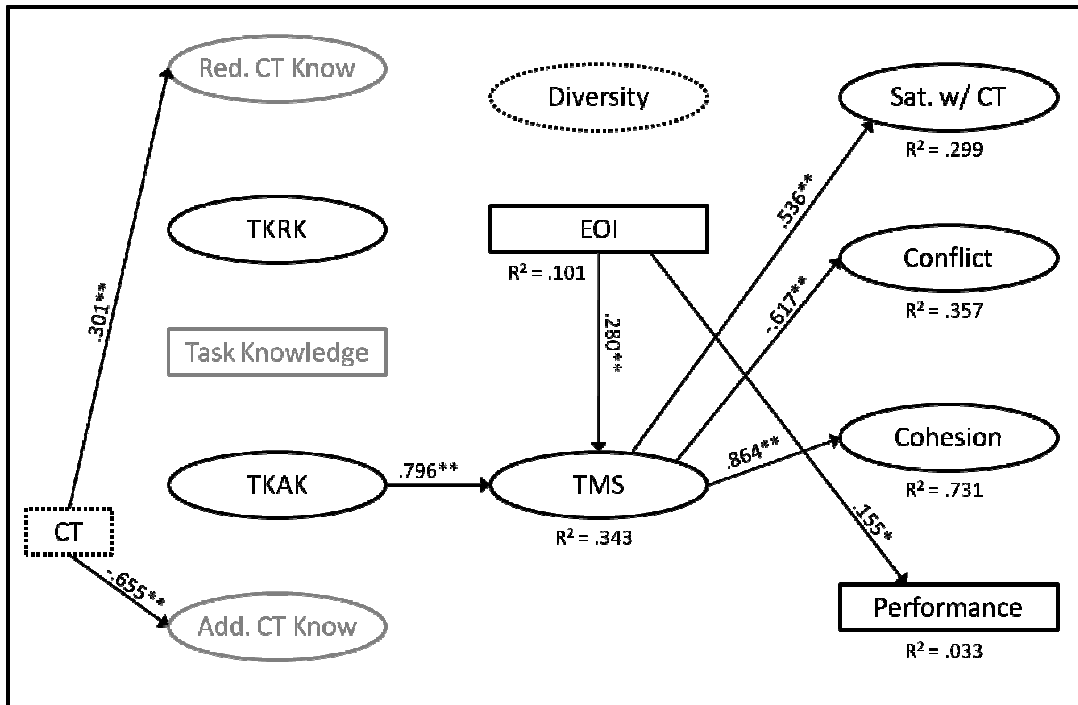 Red. CT Know
Diversity
Sat. w/ CT
R² = .299
TKRK
EOI
R² = .101
Conflict
R² = .357
.301**
.280**
.536**
-.617**
Task Knowledge
TKAK
.796**
TMS
R² = .343
.864**
Cohesion
R² = .731
CT
-.655**
.155*
Add. CT Know
Performance
R² = .033